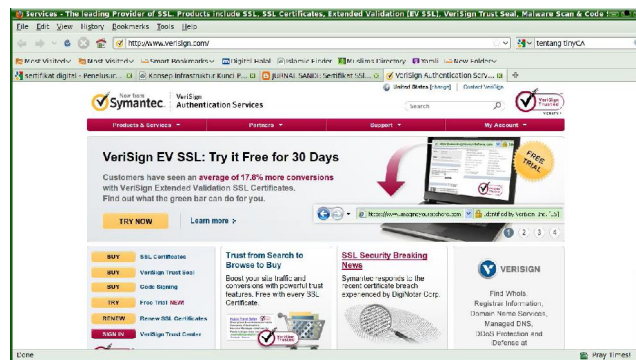 Services - The leading Provider of SSL. Products include SSL, SSL Certificates, Extended Validation (EV SSL), VeriSign Trust Seal, Malware Scan & Code
File Edit View History Bookmarks Tools Help
http://www.verisign.com/
tentang tinyCA
Most Visited Most Visited Smart Bookmarks Digital Halal Islamic Finder Muslims Directory Yamli New Folder
sertifikat digital - Penelusur... Konsep Infrastruktur Kunci P... JURNAL SANDI: Sertifikat SSL... VeriSign Authentication Serv...
United States [change] Contact VeriSign
Now from
Symantec.
VeriSign
Authentication Services
Search
VeriSign
Trusted
VERIFY
Products & Services Partners Support My Account
VeriSign EV SSL: Try it Free for 30 Days
Customers have seen an average of 17.8% more conversions
with VeriSign Extended Validation SSL Certificates.
Find out what the green bar can do for you.
TRY NOW Learn more >
FREE
TRIAL
1 2 3 4
BUY SSL Certificates
BUY VeriSign Trust Seal
BUY Code Signing
TRY Free Trial NEW!
RENEW Renew SSL Certificates
SIGN IN VeriSign Trust Center
Trust from Search to
Browse to Buy
Boost your site traffic and
conversions with powerful trust
features. Free with every SSL
Certificate.
SSL Security Breaking
News
Symantec responds to the
recent certificate breach
experienced by DigiNotar Corp.
VERISIGN
Find Whois,
Registrar Information,
Domain Name Services,
Managed DNS,
DDoS Protection and
Defense at
Done
Pray Times!